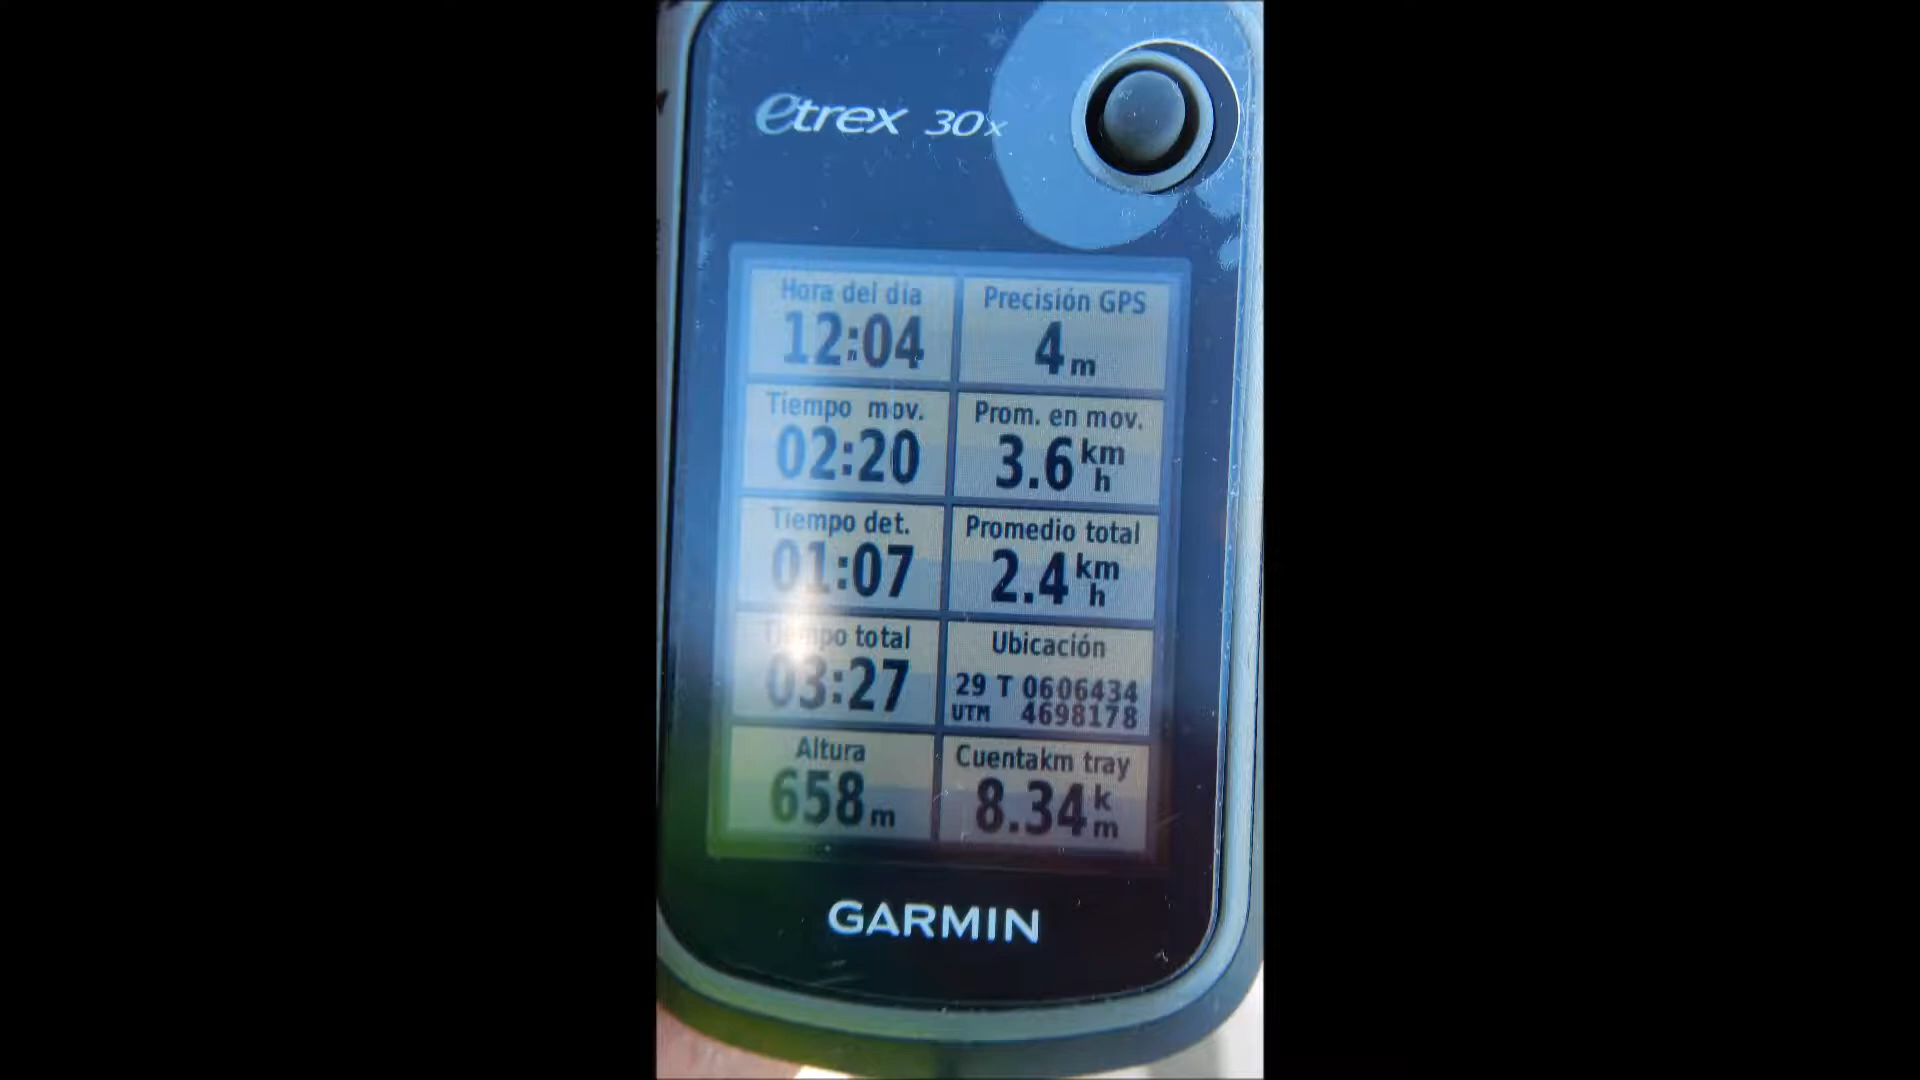 etrex 30x
Hora del día
12:04
Precisión GPS
4 m
Tiempo mov.
02:20
Prom. en mov.
3.6 km h
Tiempo det.
01:07
Promedio total
2.4 km h
Tiempo total
03:27
Ubicación
29 T 0606434
UTM 4698178
Altura
658 m
Cuentakm tray
8.34 km
GARMIN